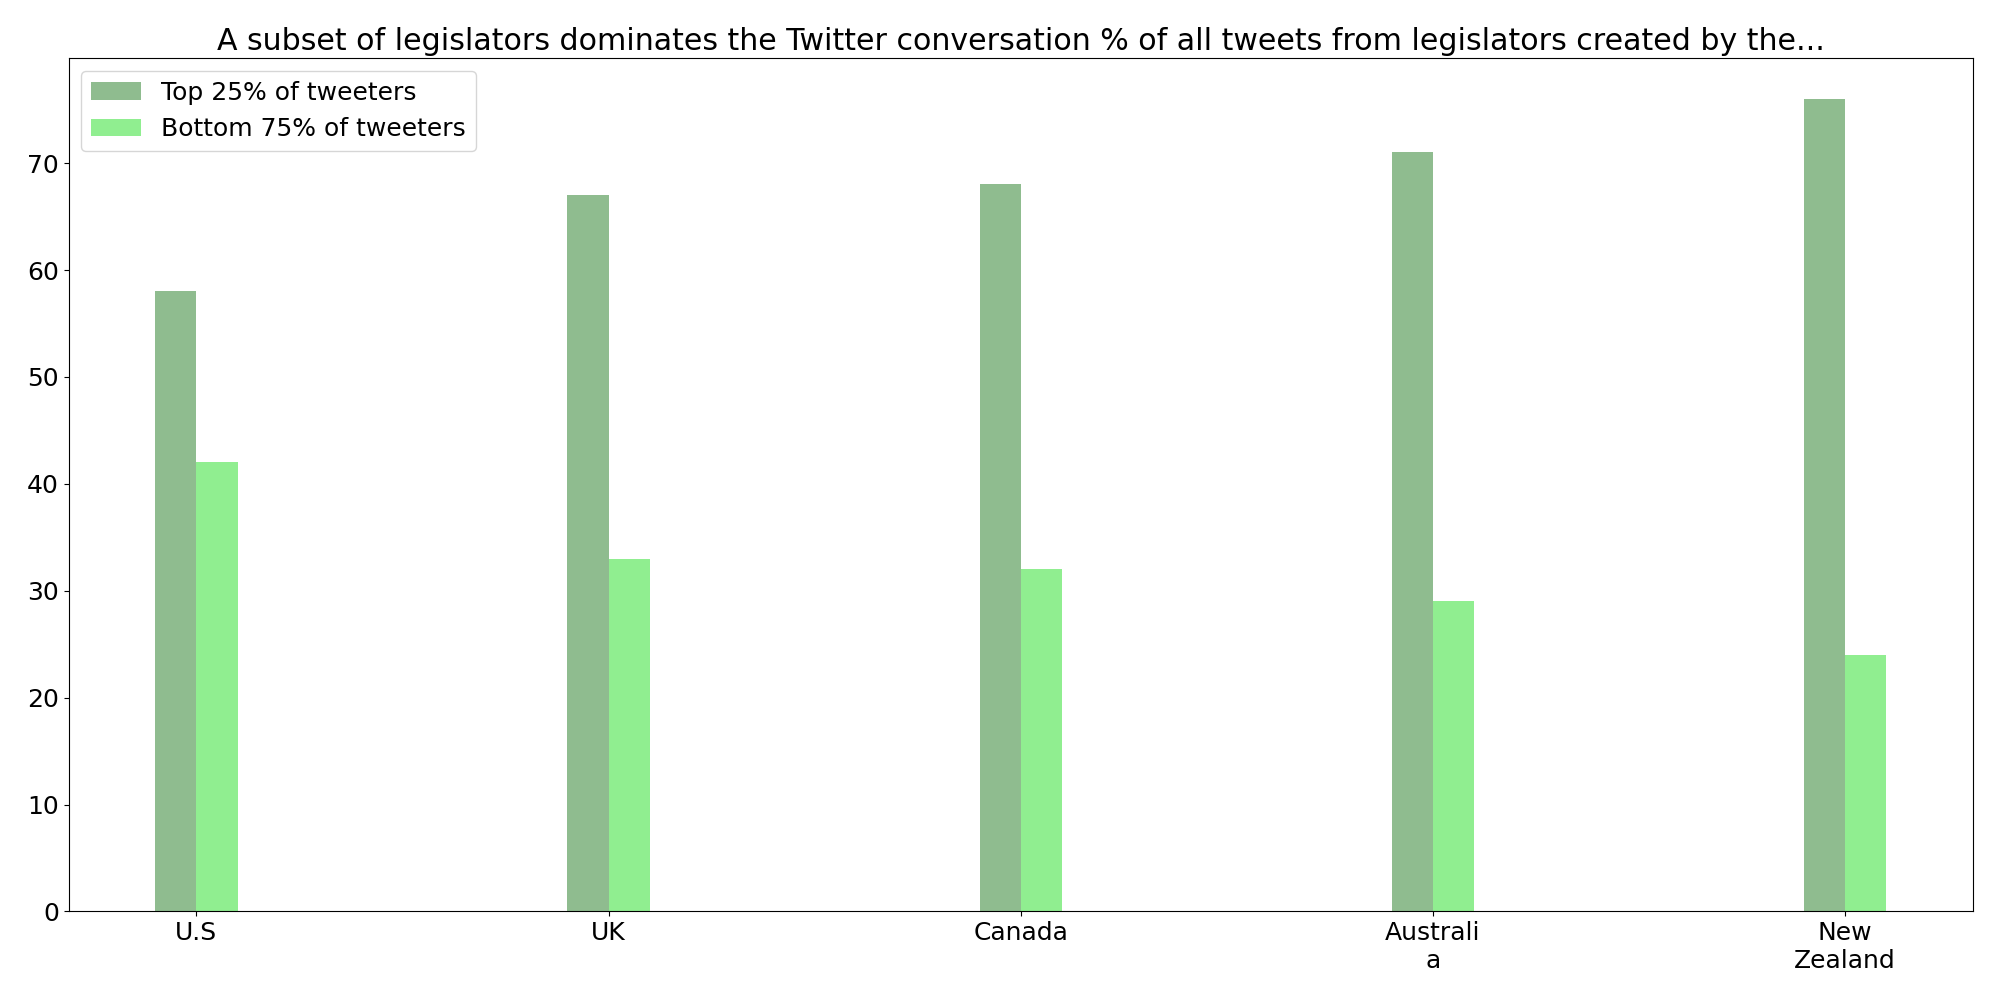 A subset of legislators dominates the Twitter conversation % of all tweets from legislators created by the...
Top 25% of tweeters
Bottom 75% of tweeters
70
60
50
40
30
20
10
0
U.S
UK
Canada
Australi
a
New
Zealand